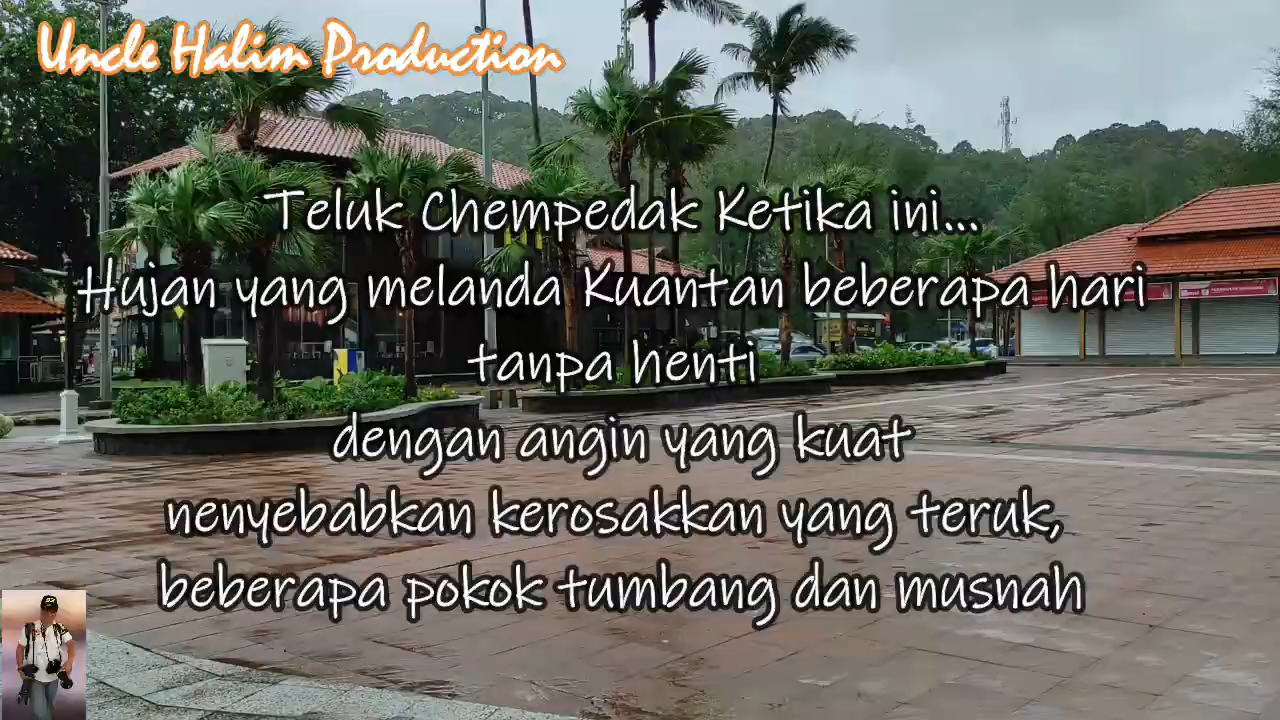 Uncle Halim Production
Teluk Chempedak Ketika ini...
Hujan yang melanda Kuantan beberapa hari
tanpa henti
dengan angin yang kuat
nenyebabkan kerosakkan yang teruk,
beberapa pokok tumbang dan musnah